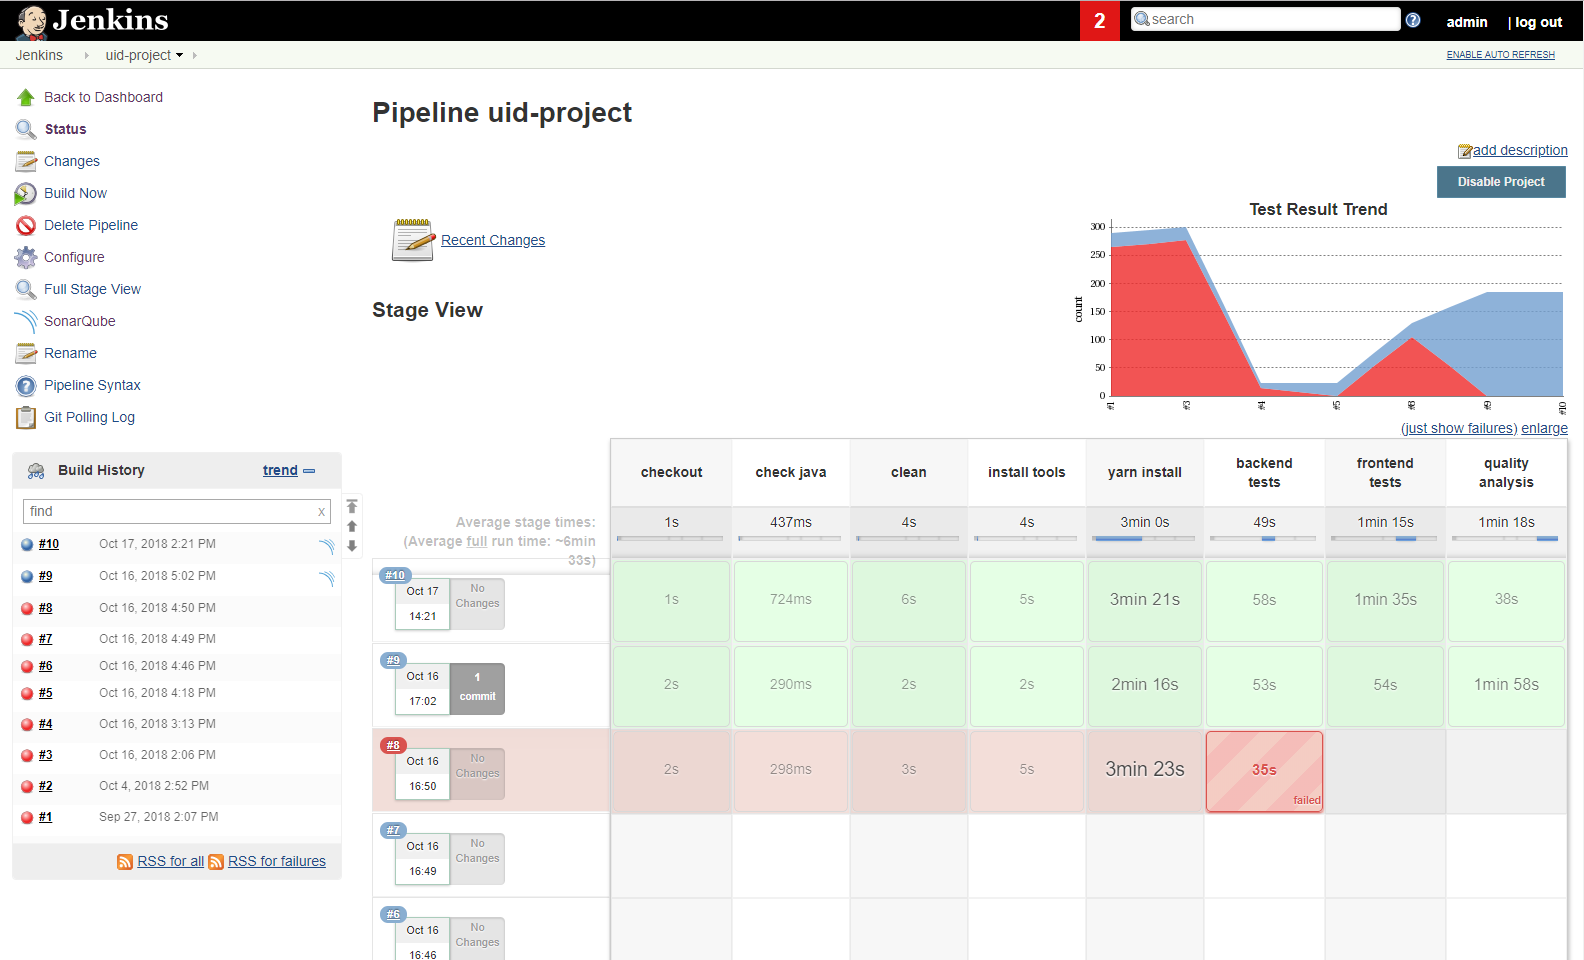 Jenkins
2
search
admin
| log out
Jenkins
uid-project
ENABLE AUTO REFRESH
Back to Dashboard
Status
Changes
Build Now
Delete Pipeline
Configure
Full Stage View
SonarQube
Rename
Pipeline Syntax
Git Polling Log
Build History
trend
find
x
#10 Oct 17, 2018 2:21 PM
#9 Oct 16, 2018 5:02 PM
#8 Oct 16, 2018 4:50 PM
#7 Oct 16, 2018 4:49 PM
#6 Oct 16, 2018 4:46 PM
#5 Oct 16, 2018 4:18 PM
#4 Oct 16, 2018 3:13 PM
#3 Oct 16, 2018 2:06 PM
#2 Oct 4, 2018 2:52 PM
#1 Sep 27, 2018 2:07 PM
RSS for all
RSS for failures
Pipeline uid-project
add description
Disable Project
Recent Changes
Test Result Trend
count
300
250
200
150
100
50
0
#1 #3 #4 #5 #8 #9 #10
(just show failures) enlarge
Stage View
checkout
check java
clean
install tools
yarn install
backend
tests
frontend
tests
quality
analysis
Average stage times:
(Average full run time: ~6min
33s)
1s 437ms 4s 4s 3min 0s 49s 1min 15s 1min 18s
#10
Oct 17
14:21
No
Changes
1s 724ms 6s 5s 3min 21s 58s 1min 35s 38s
#9
Oct 16
17:02
1
commit
2s 290ms 2s 2s 2min 16s 53s 54s 1min 58s
#8
Oct 16
16:50
No
Changes
2s 298ms 3s 5s 3min 23s 35s
failed
#7
Oct 16
16:49
No
Changes
#6
Oct 16
16:46
No
Changes